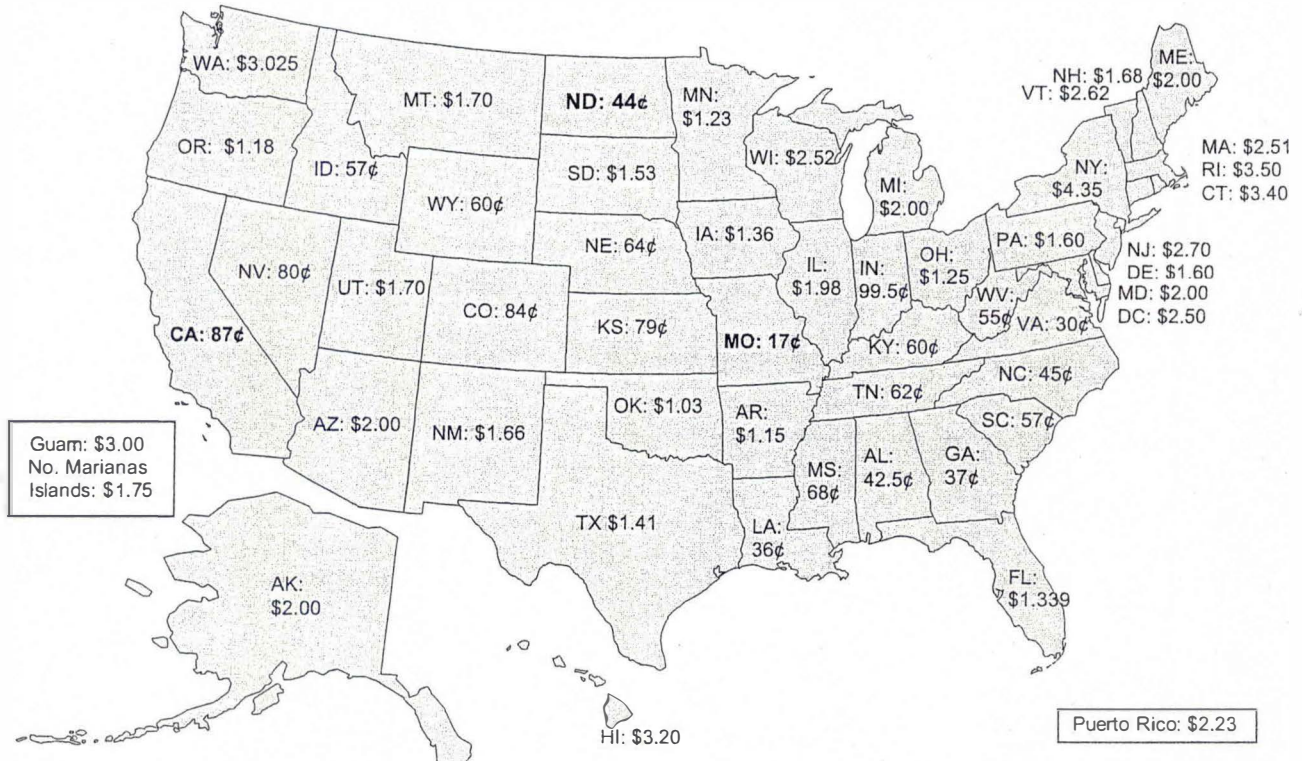 WA: $3.025
MT: $1.70
ND: 44¢
MN:
$1.23
NH: $1.68
VT: $2.62
ME:
$2.00
OR: $1.18
ID: 57¢
SD: $1.53
WI: $2.52
MI:
$2.00
NY:
$4.35
MA: $2.51
RI: $3.50
CT: $3.40
WY: 60¢
IA: $1.36
NE: 64¢
PA: $1.60
NJ: $2.70
DE: $1.60
MD: $2.00
DC: $2.50
NV: 80¢
UT: $1.70
CO: 84¢
KS: 79¢
IL:
$1.98
IN:
99.5¢
OH:
$1.25
WV:
55¢
VA: 30¢
CA: 87¢
MO: 17¢
KY: 60¢
NC: 45¢
TN: 62¢
SC: 57¢
AZ: $2.00
NM: $1.66
OK: $1.03
AR:
$1.15
MS:
68¢
AL:
42.5¢
GA:
37¢
Guam: $3.00
No. Marianas
Islands: $1.75
TX $1.41
LA:
36¢
FL:
$1.339
AK:
$2.00
HI: $3.20
Puerto Rico: $2.23